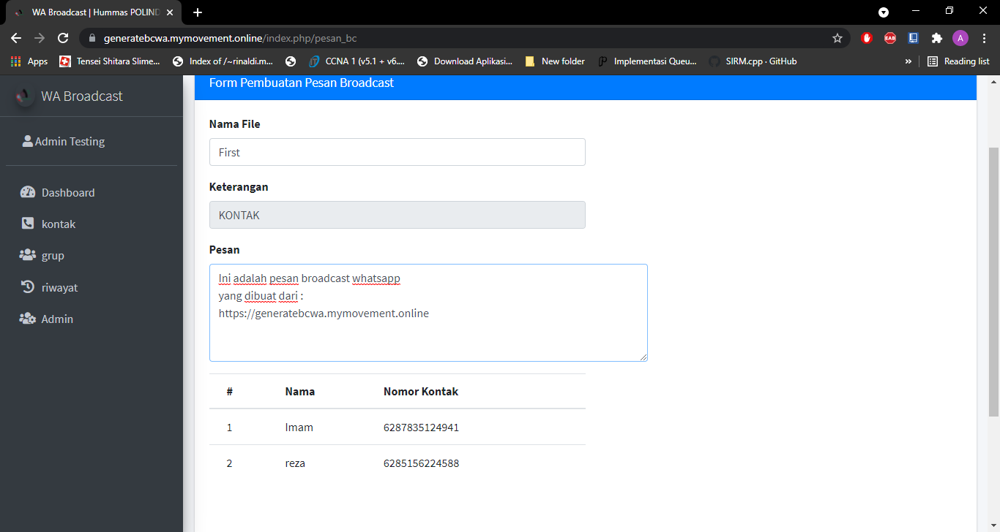 WA Broadcast | Hummas POLIND
generatebcwa.mymovement.online/index.php/pesan_bc
EAB
A
Apps
Tensei Shitara Slime...
Index of /~rinaldi.m...
CCNA 1 (v5.1 + v6....
Download Aplikasi...
New folder
Implementasi Queu...
SIRM.cpp · GitHub
»
Reading list
WA Broadcast
Admin Testing
Dashboard
kontak
grup
riwayat
Admin
Form Pembuatan Pesan Broadcast
Nama File
First
Keterangan
KONTAK
Pesan
Ini adalah pesan broadcast whatsapp
yang dibuat dari :
https://generatebcwa.mymovement.online
# Nama Nomor Kontak
1 Imam 6287835124941
2 reza 6285156224588